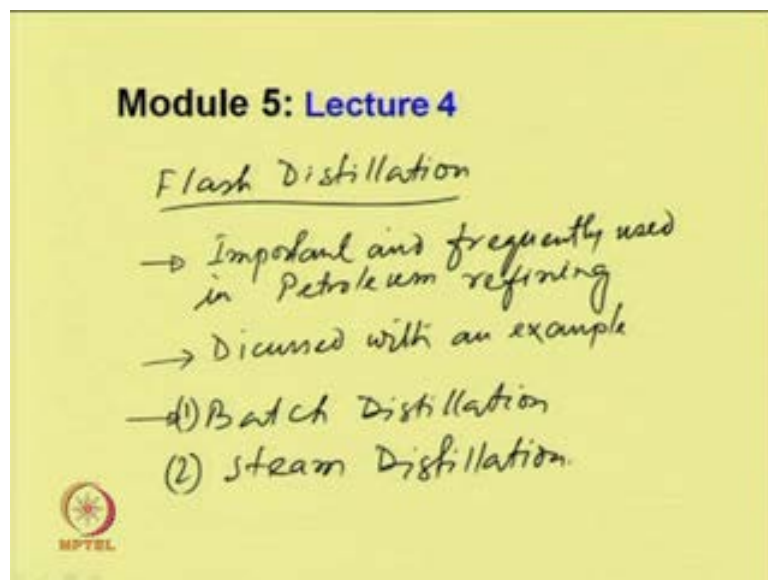 Module 5: Lecture 4
Flash Distillation
→ Important and frequently used
in Petroleum refining
→ Dicussed with an example
→(1) Batch Distillation
(2) Steam Distillation.
NPTEL